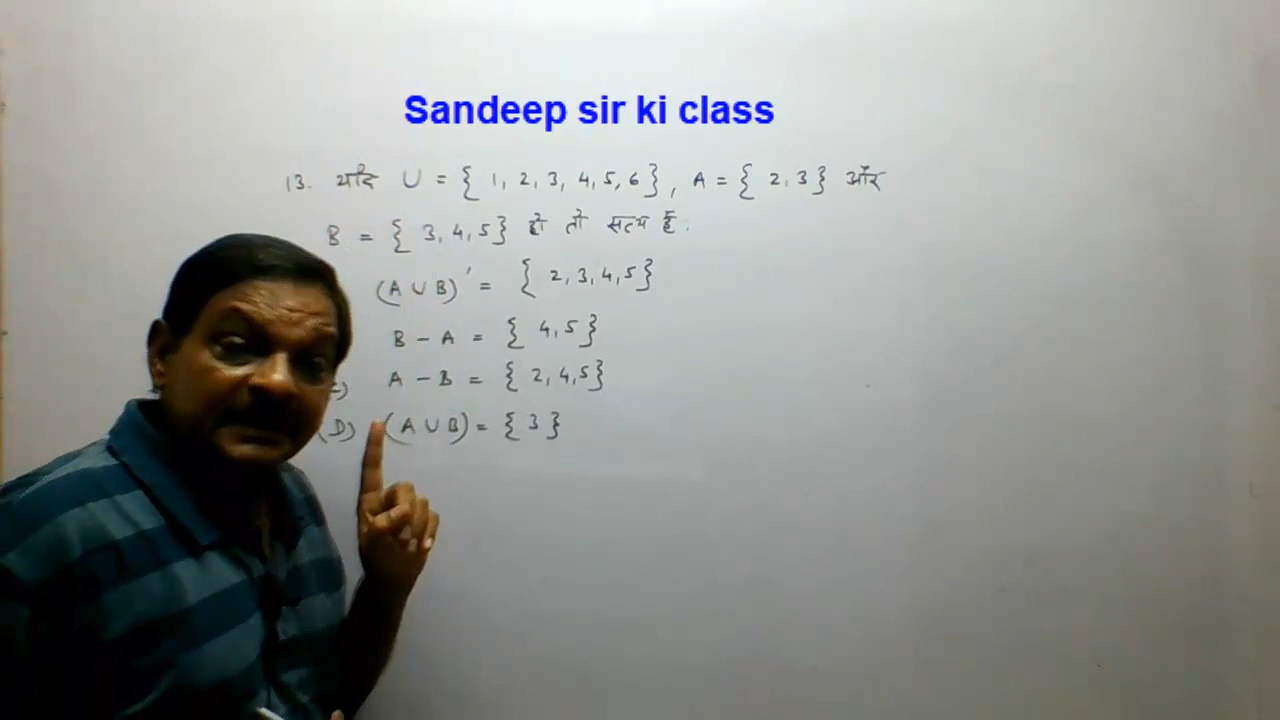 Sandeep sir ki class
13. यदि U = { 1, 2, 3, 4, 5, 6 }, A = { 2, 3 } और
B = { 3, 4, 5 } हो तो सत्य है.
(A ∪ B)' = { 2, 3, 4, 5 }
B - A = { 4, 5 }
A - B = { 2, 4, 5 }
(D) (A ∪ B) = { 3 }